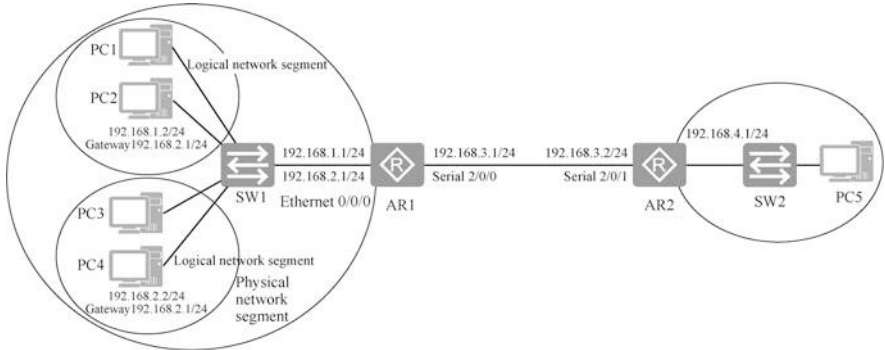 PC1
Logical network segment
PC2
192.168.1.2/24
Gateway192.168.2.1/24
SW1
192.168.1.1/24
192.168.2.1/24
Ethernet 0/0/0
AR1
192.168.3.1/24
Serial 2/0/0
192.168.3.2/24
Serial 2/0/1
AR2
192.168.4.1/24
SW2
PC5
PC3
PC4
Logical network segment
192.168.2.2/24
Gateway192.168.2.1/24
Physical
network
segment
R
R